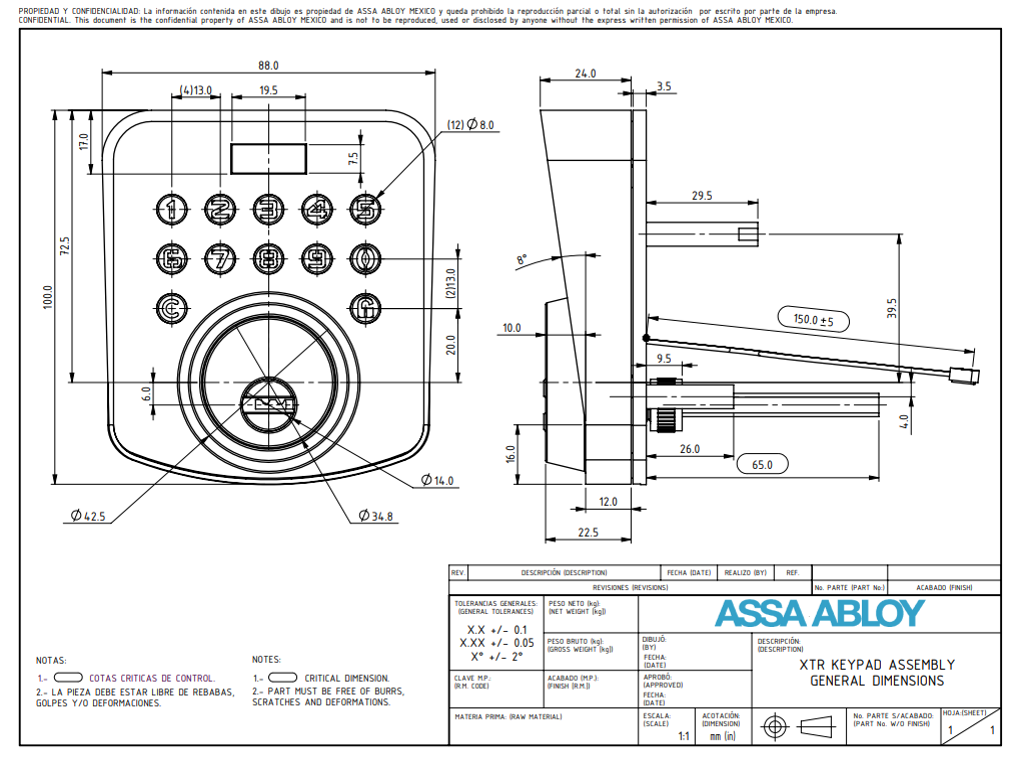 PROPIEDAD Y CONFIDENCIALIDAD: La información contenida en este dibujo es propiedad de ASSA ABLOY MEXICO y queda prohibido la reproducción parcial o total sin la autorización por escrito por parte de la empresa.
CONFIDENTIAL. This document is the confidential property of ASSA ABLOY MEXICO and is not to be reproduced, used or disclosed by anyone without the express written permission of ASSA ABLOY MEXICO.
88.0
(4)13.0
19.5
(12) Ø 8.0
17.0
7.5
72.5
100.0
1 2 3 4 5
6 7 8 9 0
C
(2)13.0
20.0
6.0
Ø 14.0
Ø 42.5
Ø 34.8
24.0
3.5
29.5
8°
39.5
150.0 ±5
10.0
9.5
4.0
16.0
26.0
65.0
12.0
22.5
REV. DESCRIPCIÓN (DESCRIPTION) FECHA (DATE) REALIZO (BY) REF.
REVISIONES (REVISIONS) No. PARTE (PART No.) ACABADO (FINISH)
TOLERANCIAS GENERALES:
(GENERAL TOLERANCES)
X.X +/- 0.1
X.XX +/- 0.05
X° +/- 2°
PESO NETO (kg):
(NET WEIGHT (kg))
PESO BRUTO (kg):
(GROSS WEIGHT (kg))
CLAVE M.P.:
(R.M. CODE)
ACABADO (M.P.):
(FINISH (R.M.))
MATERIA PRIMA: (RAW MATERIAL)
ASSA ABLOY
DIBUJÓ:
(BY)
FECHA:
(DATE)
APROBÓ:
(APPROVED)
FECHA:
(DATE)
DESCRIPCIÓN:
(DESCRIPTION)
XTR KEYPAD ASSEMBLY
GENERAL DIMENSIONS
ESCALA:
(SCALE)
1:1
ACOTACIÓN:
(DIMENSION)
mm (in)
No. PARTE S/ACABADO.
(PART No. W/O FINISH)
HOJA:(SHEET)
1 1
NOTAS:
1.- COTAS CRITICAS DE CONTROL.
2.- LA PIEZA DEBE ESTAR LIBRE DE REBABAS,
GOLPES Y/O DEFORMACIONES.
NOTES:
1.- CRITICAL DIMENSION.
2.- PART MUST BE FREE OF BURRS,
SCRATCHES AND DEFORMATIONS.